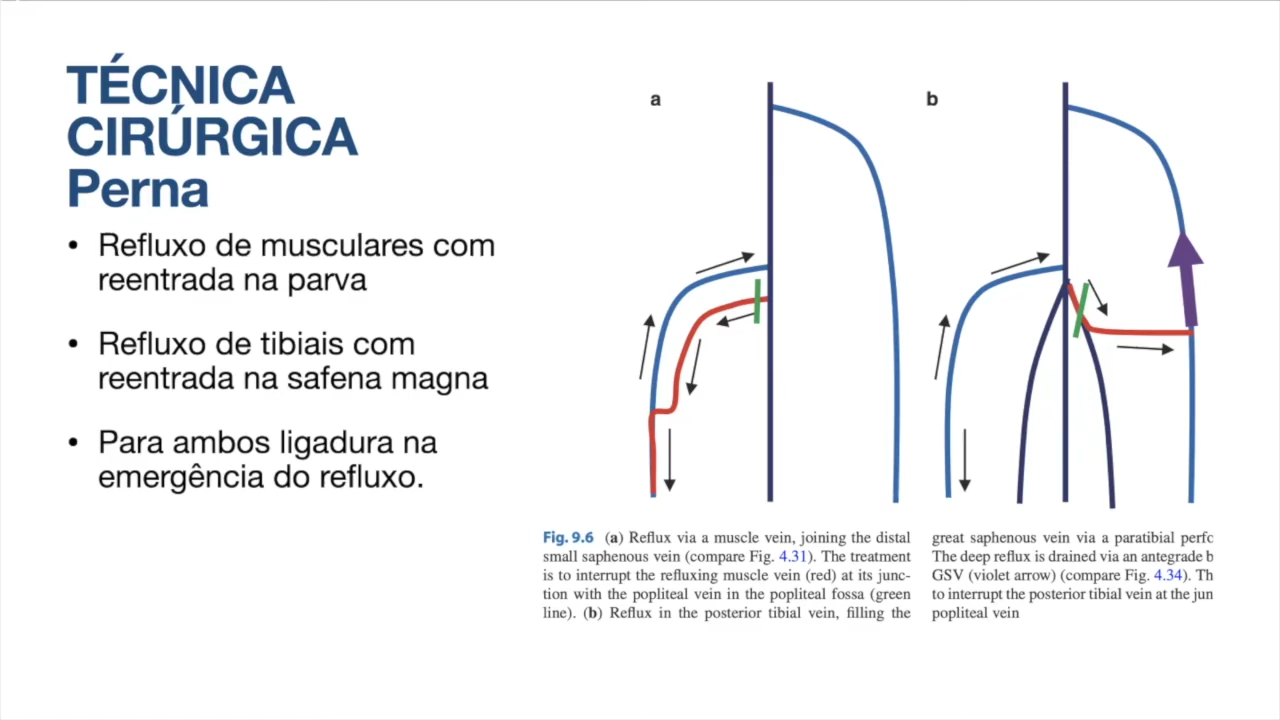 TÉCNICA
CIRÚRGICA
Perna
• Refluxo de musculares com
reentrada na parva
• Refluxo de tibiais com
reentrada na safena magna
• Para ambos ligadura na
emergência do refluxo.
a
b
Fig. 9.6 (a) Reflux via a muscle vein, joining the distal
small saphenous vein (compare Fig. 4.31). The treatment
is to interrupt the refluxing muscle vein (red) at its junc-
tion with the popliteal vein in the popliteal fossa (green
line). (b) Reflux in the posterior tibial vein, filling the
great saphenous vein via a paratibial perfc
The deep reflux is drained via an antegrade b
GSV (violet arrow) (compare Fig. 4.34). Th
to interrupt the posterior tibial vein at the jun
popliteal vein